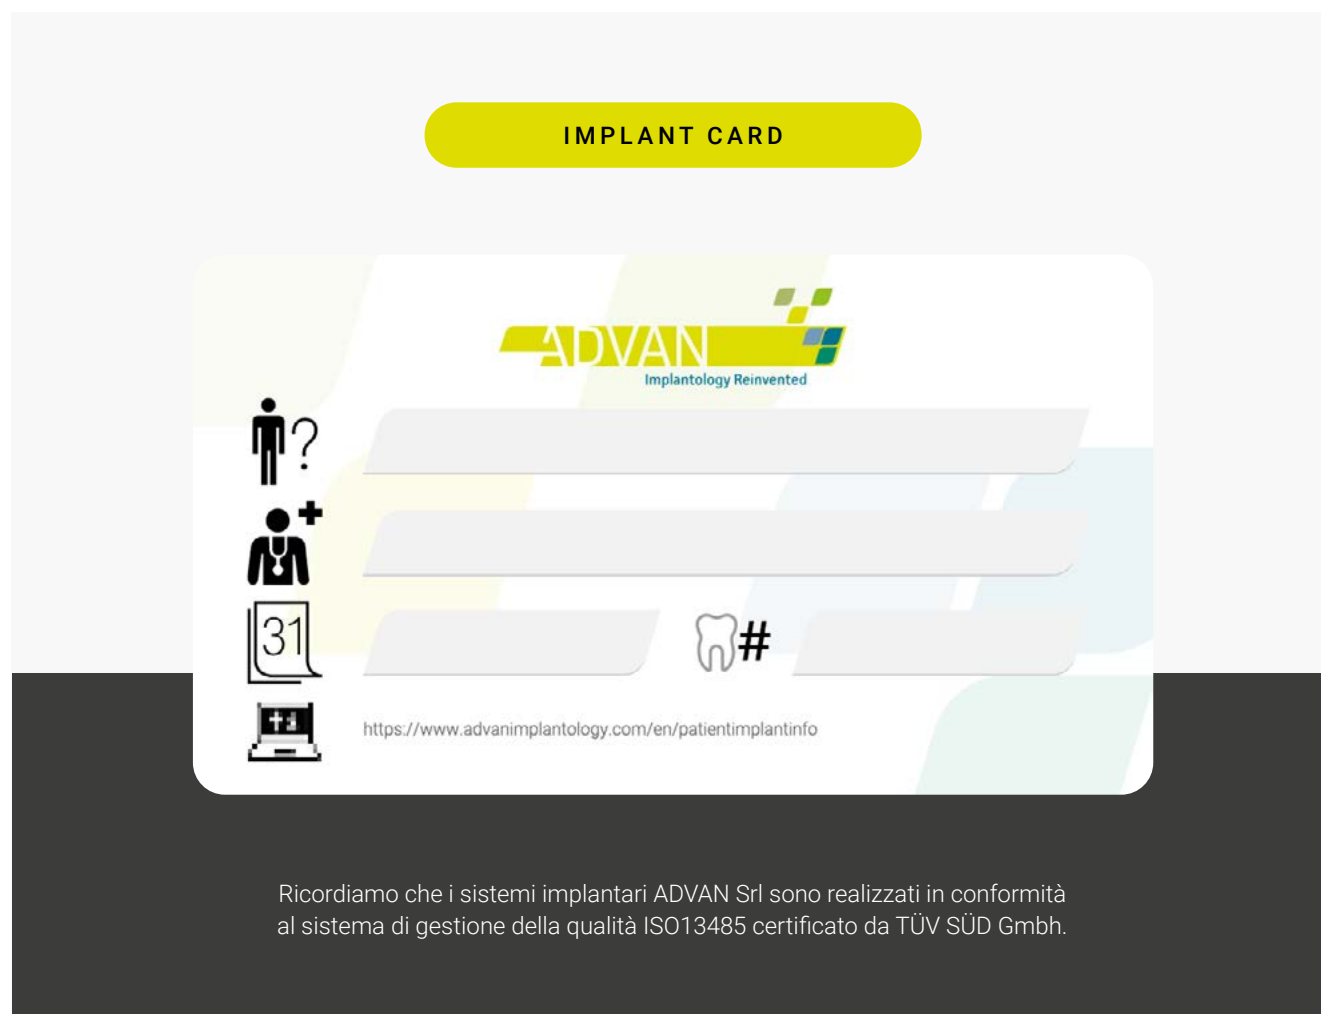 IMPLANT CARD
ADVAN
Implantology Reinvented
?
31
#
https://www.advanimplantology.com/en/patientimplantinfo
Ricordiamo che i sistemi implantari ADVAN Srl sono realizzati in conformità
al sistema di gestione della qualità ISO13485 certificato da TÜV SÜD Gmbh.